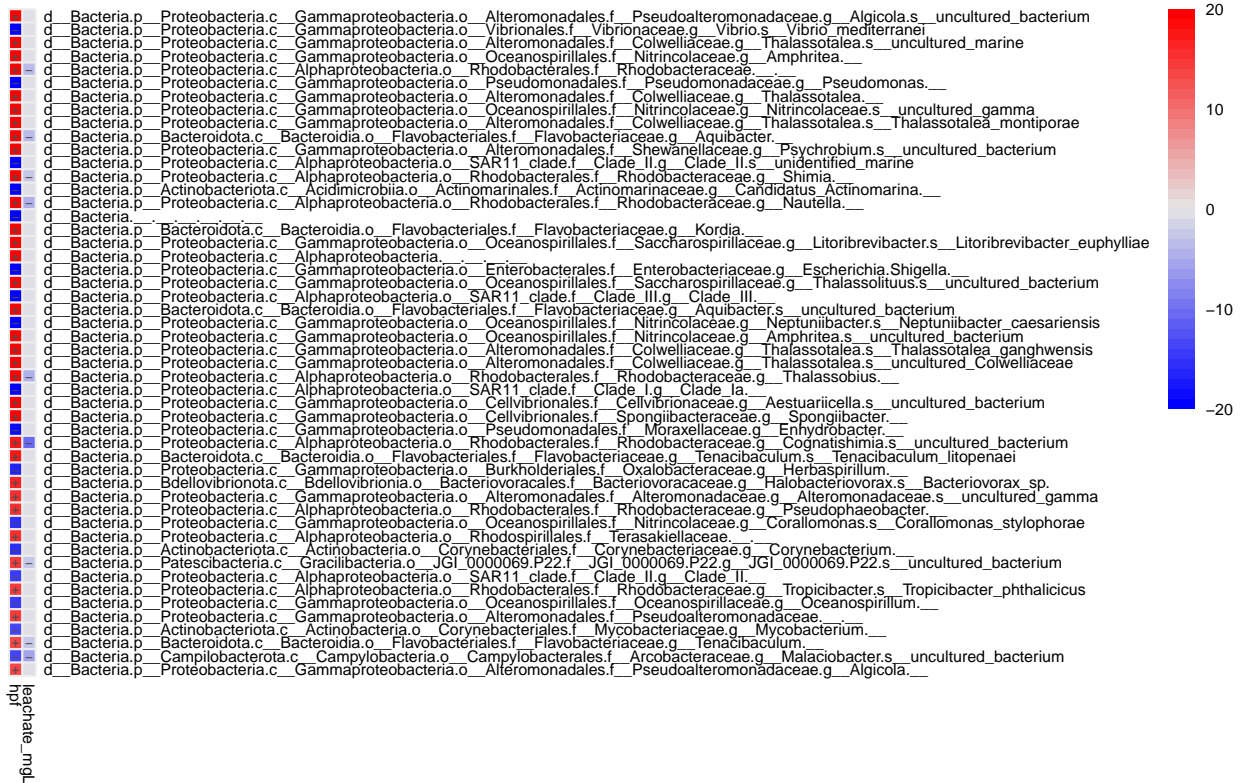 d__Bacteria.p__Proteobacteria.c__Gammaproteobacteria.o__Alteromonadales.f__Pseudoalteromonadaceae.g__Algicola.s__uncultured_bacterium
d__Bacteria.p__Proteobacteria.c__Gammaproteobacteria.o__Vibrionales.f__Vibrionaceae.g__Vibrio.s__Vibrio_mediterranei
d__Bacteria.p__Proteobacteria.c__Gammaproteobacteria.o__Alteromonadales.f__Colwelliaceae.g__Thalassotalea.s__uncultured_marine
d__Bacteria.p__Proteobacteria.c__Gammaproteobacteria.o__Oceanospirillales.f__Nitrincolaceae.g__Amphritea.__
d__Bacteria.p__Proteobacteria.c__Alphaproteobacteria.o__Rhodobacterales.f__Rhodobacteraceae.__.__
d__Bacteria.p__Proteobacteria.c__Gammaproteobacteria.o__Pseudomonadales.f__Pseudomonadaceae.g__Pseudomonas.__
d__Bacteria.p__Proteobacteria.c__Gammaproteobacteria.o__Alteromonadales.f__Colwelliaceae.g__Thalassotalea.__
d__Bacteria.p__Proteobacteria.c__Gammaproteobacteria.o__Oceanospirillales.f__Nitrincolaceae.g__Nitrincolaceae.s__uncultured_gamma
d__Bacteria.p__Proteobacteria.c__Gammaproteobacteria.o__Alteromonadales.f__Colwelliaceae.g__Thalassotalea.s__Thalassotalea_montiporae
d__Bacteria.p__Bacteroidota.c__Bacteroidia.o__Flavobacteriales.f__Flavobacteriaceae.g__Aquibacter.__
d__Bacteria.p__Proteobacteria.c__Gammaproteobacteria.o__Alteromonadales.f__Shewanellaceae.g__Psychrobium.s__uncultured_bacterium
d__Bacteria.p__Proteobacteria.c__Alphaproteobacteria.o__SAR11_clade.f__Clade_II.g__Clade_II.s__unidentified_marine
d__Bacteria.p__Proteobacteria.c__Alphaproteobacteria.o__Rhodobacterales.f__Rhodobacteraceae.g__Shimia.__
d__Bacteria.p__Actinobacteriota.c__Acidimicrobiia.o__Actinomarinales.f__Actinomarinaceae.g__Candidatus_Actinomarina.__
d__Bacteria.p__Proteobacteria.c__Alphaproteobacteria.o__Rhodobacterales.f__Rhodobacteraceae.g__Nautella.__
d__Bacteria.__.__.__.__.__.__
d__Bacteria.p__Bacteroidota.c__Bacteroidia.o__Flavobacteriales.f__Flavobacteriaceae.g__Kordia.__
d__Bacteria.p__Proteobacteria.c__Gammaproteobacteria.o__Oceanospirillales.f__Saccharospirillaceae.g__Litoribrevibacter.s__Litoribrevibacter_euphylliae
d__Bacteria.p__Proteobacteria.c__Alphaproteobacteria.__.__.__.__
d__Bacteria.p__Proteobacteria.c__Gammaproteobacteria.o__Enterobacterales.f__Enterobacteriaceae.g__Escherichia.Shigella.__
d__Bacteria.p__Proteobacteria.c__Gammaproteobacteria.o__Oceanospirillales.f__Saccharospirillaceae.g__Thalassolituus.s__uncultured_bacterium
d__Bacteria.p__Proteobacteria.c__Alphaproteobacteria.o__SAR11_clade.f__Clade_III.g__Clade_III.__
d__Bacteria.p__Bacteroidota.c__Bacteroidia.o__Flavobacteriales.f__Flavobacteriaceae.g__Aquibacter.s__uncultured_bacterium
d__Bacteria.p__Proteobacteria.c__Gammaproteobacteria.o__Oceanospirillales.f__Nitrincolaceae.g__Neptuniibacter.s__Neptuniibacter_caesariensis
d__Bacteria.p__Proteobacteria.c__Gammaproteobacteria.o__Oceanospirillales.f__Nitrincolaceae.g__Amphritea.s__uncultured_bacterium
d__Bacteria.p__Proteobacteria.c__Gammaproteobacteria.o__Alteromonadales.f__Colwelliaceae.g__Thalassotalea.s__Thalassotalea_ganghwensis
d__Bacteria.p__Proteobacteria.c__Gammaproteobacteria.o__Alteromonadales.f__Colwelliaceae.g__Thalassotalea.s__uncultured_Colwelliaceae
d__Bacteria.p__Proteobacteria.c__Alphaproteobacteria.o__Rhodobacterales.f__Rhodobacteraceae.g__Thalassobius.__
d__Bacteria.p__Proteobacteria.c__Alphaproteobacteria.o__SAR11_clade.f__Clade_I.g__Clade_Ia.__
d__Bacteria.p__Proteobacteria.c__Gammaproteobacteria.o__Cellvibrionales.f__Cellvibrionaceae.g__Aestuariicella.s__uncultured_bacterium
d__Bacteria.p__Proteobacteria.c__Gammaproteobacteria.o__Cellvibrionales.f__Spongiibacteraceae.g__Spongiibacter.__
d__Bacteria.p__Proteobacteria.c__Gammaproteobacteria.o__Pseudomonadales.f__Moraxellaceae.g__Enhydrobacter.__
d__Bacteria.p__Proteobacteria.c__Alphaproteobacteria.o__Rhodobacterales.f__Rhodobacteraceae.g__Cognatishimia.s__uncultured_bacterium
d__Bacteria.p__Bacteroidota.c__Bacteroidia.o__Flavobacteriales.f__Flavobacteriaceae.g__Tenacibaculum.s__Tenacibaculum_litopenaei
d__Bacteria.p__Proteobacteria.c__Gammaproteobacteria.o__Burkholderiales.f__Oxalobacteraceae.g__Herbaspirillum.__
d__Bacteria.p__Bdellovibrionota.c__Bdellovibrionia.o__Bacteriovoracales.f__Bacteriovoracaceae.g__Halobacteriovorax.s__Bacteriovorax_sp.
d__Bacteria.p__Proteobacteria.c__Gammaproteobacteria.o__Alteromonadales.f__Alteromonadaceae.g__Alteromonadaceae.s__uncultured_gamma
d__Bacteria.p__Proteobacteria.c__Alphaproteobacteria.o__Rhodobacterales.f__Rhodobacteraceae.g__Pseudophaeobacter.__
d__Bacteria.p__Proteobacteria.c__Gammaproteobacteria.o__Oceanospirillales.f__Nitrincolaceae.g__Corallomonas.s__Corallomonas_stylophorae
d__Bacteria.p__Proteobacteria.c__Alphaproteobacteria.o__Rhodospirillales.f__Terasakiellaceae.__.__
d__Bacteria.p__Actinobacteriota.c__Actinobacteria.o__Corynebacteriales.f__Corynebacteriaceae.g__Corynebacterium.__
d__Bacteria.p__Patescibacteria.c__Gracilibacteria.o__JGI_0000069.P22.f__JGI_0000069.P22.g__JGI_0000069.P22.s__uncultured_bacterium
d__Bacteria.p__Proteobacteria.c__Alphaproteobacteria.o__SAR11_clade.f__Clade_II.g__Clade_II.__
d__Bacteria.p__Proteobacteria.c__Alphaproteobacteria.o__Rhodobacterales.f__Rhodobacteraceae.g__Tropicibacter.s__Tropicibacter_phthalicicus
d__Bacteria.p__Proteobacteria.c__Gammaproteobacteria.o__Oceanospirillales.f__Oceanospirillaceae.g__Oceanospirillum.__
d__Bacteria.p__Proteobacteria.c__Gammaproteobacteria.o__Alteromonadales.f__Pseudoalteromonadaceae.__.__
d__Bacteria.p__Actinobacteriota.c__Actinobacteria.o__Corynebacteriales.f__Mycobacteriaceae.g__Mycobacterium.__
d__Bacteria.p__Bacteroidota.c__Bacteroidia.o__Flavobacteriales.f__Flavobacteriaceae.g__Tenacibaculum.__
d__Bacteria.p__Campilobacterota.c__Campylobacteria.o__Campylobacterales.f__Arcobacteraceae.g__Malaciobacter.s__uncultured_bacterium
d__Bacteria.p__Proteobacteria.c__Gammaproteobacteria.o__Alteromonadales.f__Pseudoalteromonadaceae.g__Algicola.__
hpf
leachate_mgL
20
10
0
−10
−20